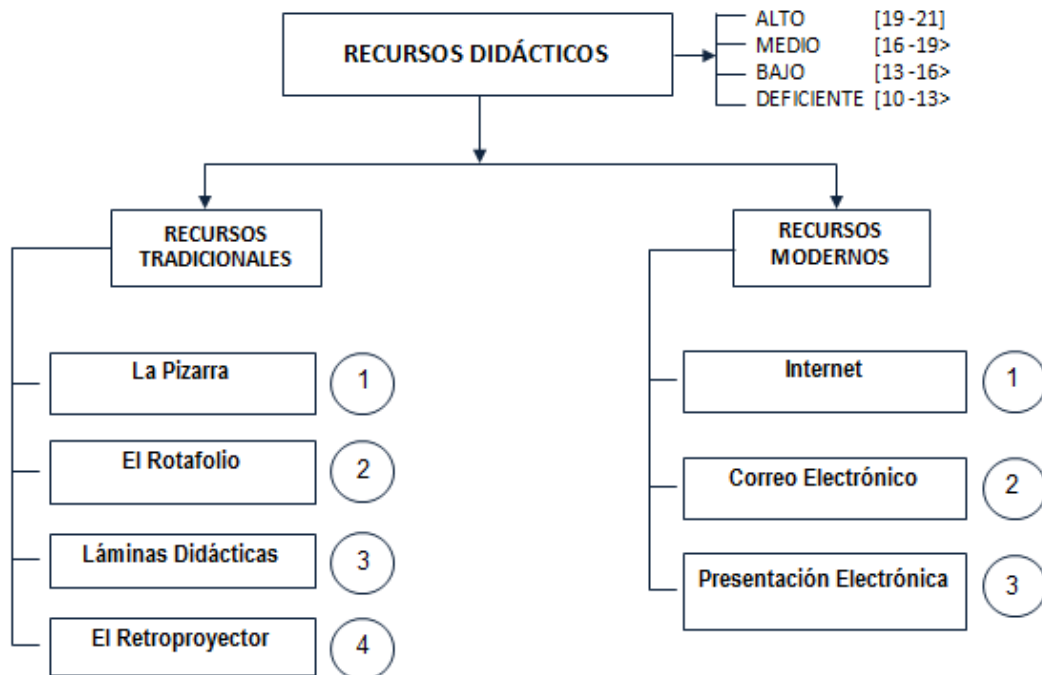 RECURSOS DIDÁCTICOS
ALTO [19 -21]
MEDIO [16 -19>
BAJO [13 -16>
DEFICIENTE [10 -13>
RECURSOS
TRADICIONALES
La Pizarra 1
El Rotafolio 2
Láminas Didácticas 3
El Retroproyector 4
RECURSOS
MODERNOS
Internet 1
Correo Electrónico 2
Presentación Electrónica 3